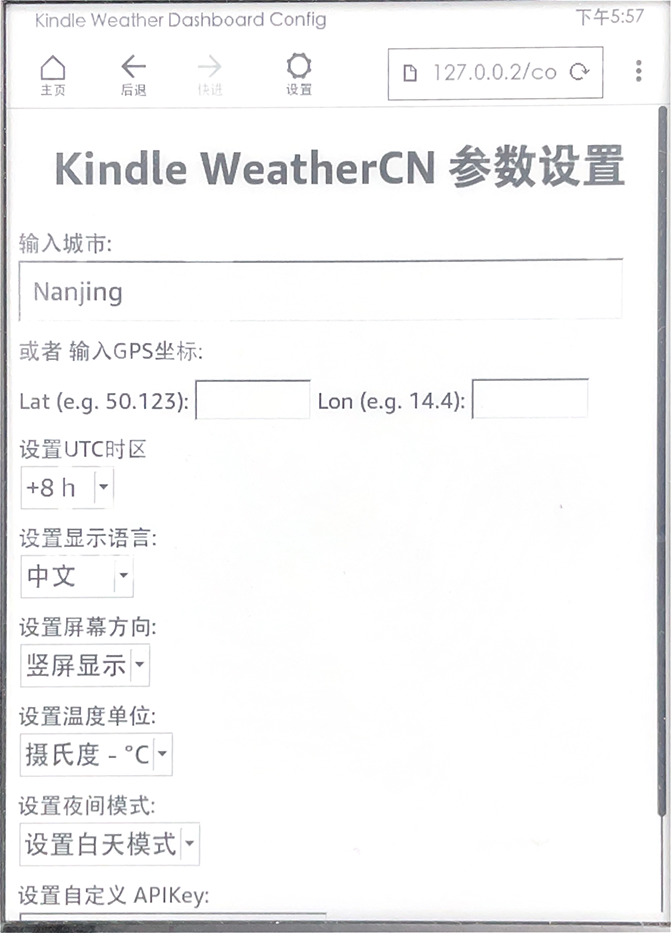 Kindle Weather Dashboard Config 下午5:57
主页 后退 快进 设置 127.0.0.2/co
Kindle WeatherCN 参数设置
输入城市:
Nanjing
或者 输入GPS坐标:
Lat (e.g. 50.123): Lon (e.g. 14.4):
设置UTC时区
+8 h
设置显示语言:
中文
设置屏幕方向:
竖屏显示
设置温度单位:
摄氏度 - °C
设置夜间模式:
设置白天模式
设置自定义 APIKey: